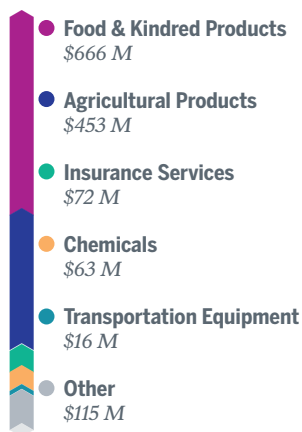 Food & Kindred Products
$666 M
Agricultural Products
$453 M
Insurance Services
$72 M
Chemicals
$63 M
Transportation Equipment
$16 M
Other
$115 M